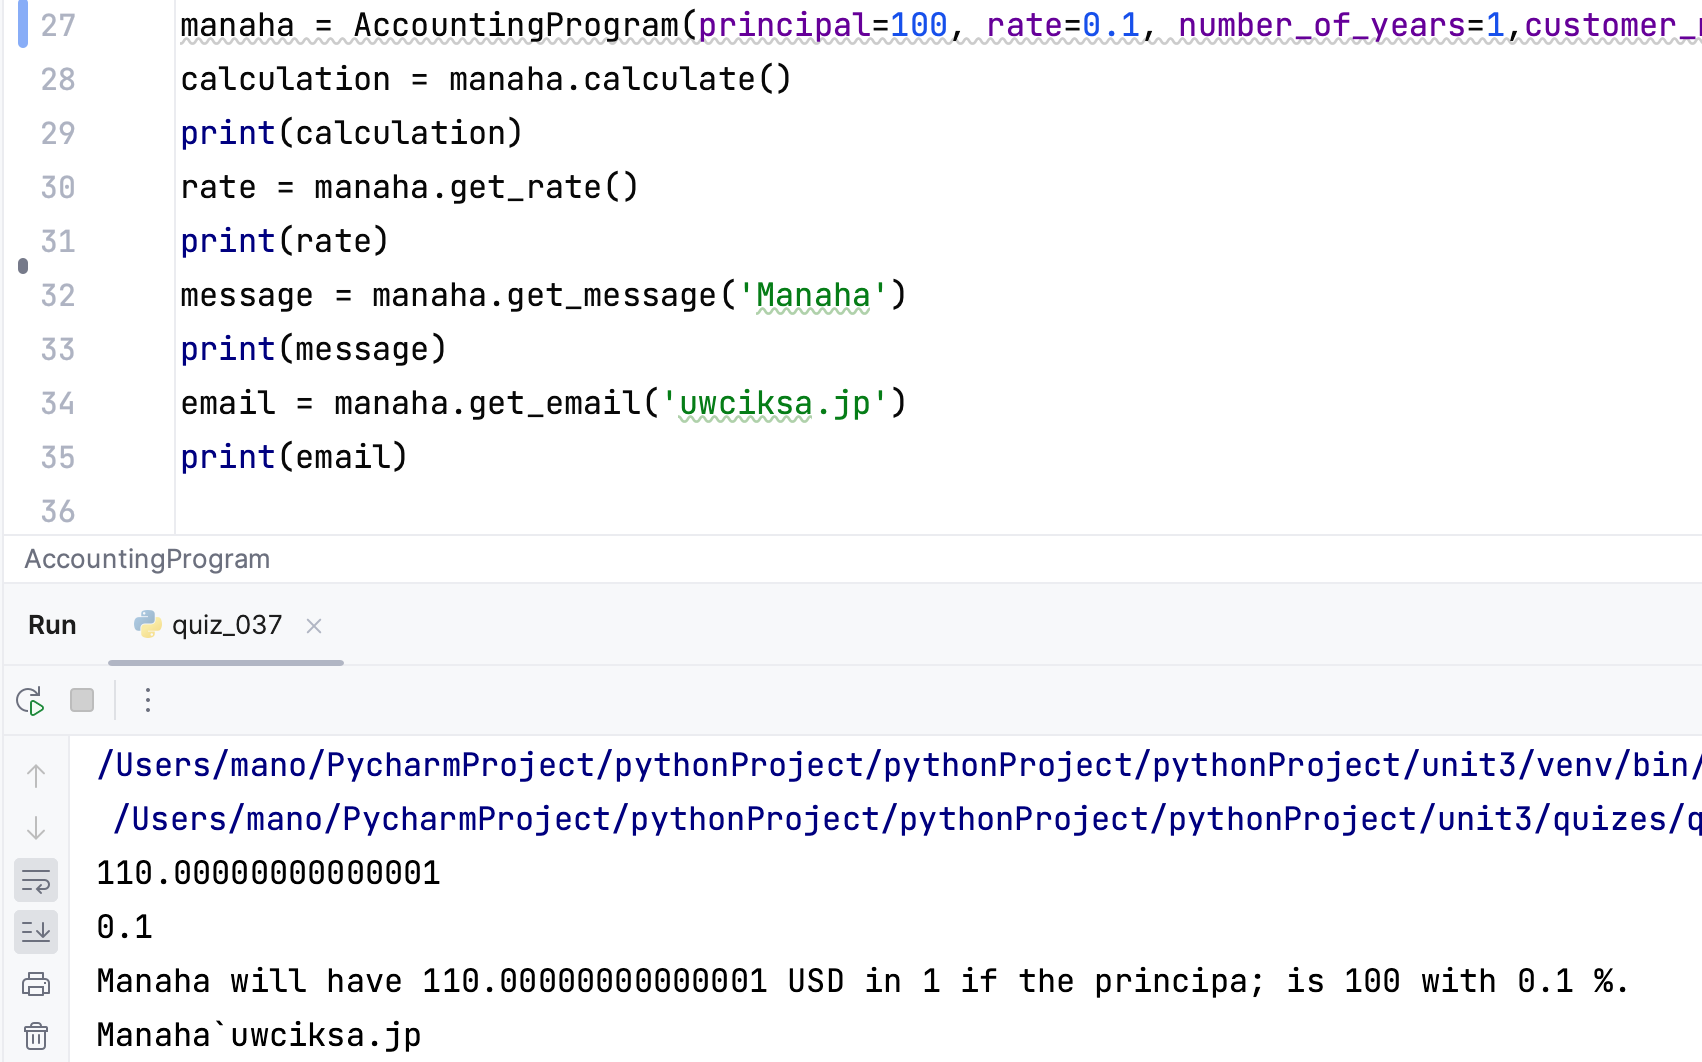 27 manaha = AccountingProgram(principal=100, rate=0.1, number_of_years=1,customer_
28 calculation = manaha.calculate()
29 print(calculation)
30 rate = manaha.get_rate()
31 print(rate)
32 message = manaha.get_message('Manaha')
33 print(message)
34 email = manaha.get_email('uwciksa.jp')
35 print(email)
36
AccountingProgram
Run quiz_037
/Users/mano/PycharmProject/pythonProject/pythonProject/pythonProject/unit3/venv/bin/
/Users/mano/PycharmProject/pythonProject/pythonProject/pythonProject/unit3/quizes/q
110.00000000000001
0.1
Manaha will have 110.00000000000001 USD in 1 if the principa; is 100 with 0.1 %.
Manaha`uwciksa.jp